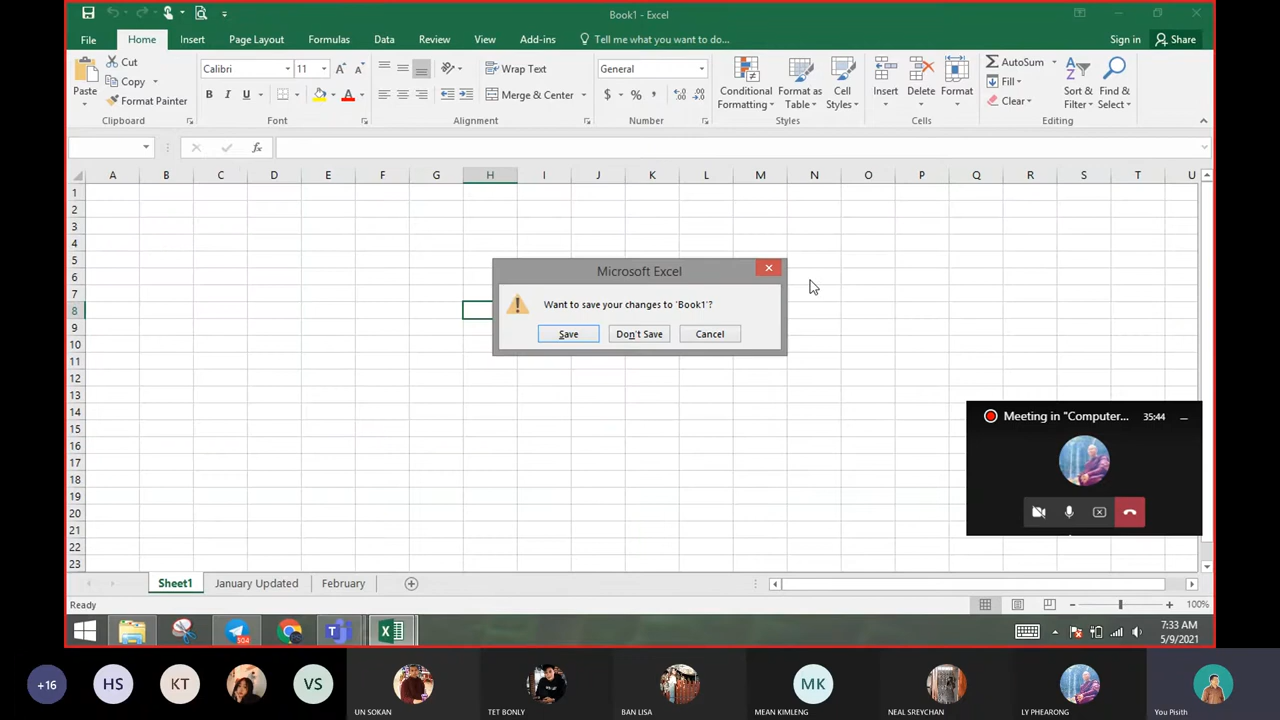 Book1 - Excel
File Home Insert Page Layout Formulas Data Review View Add-ins Tell me what you want to do... Sign in Share
Paste
Cut
Copy
Format Painter
Clipboard
Calibri 11
B I U A
Font
Wrap Text
Merge & Center
Alignment
General
$ % ,
Number
Conditional Formatting
Format as Table
Cell Styles
Styles
Insert Delete Format
Cells
AutoSum
Fill
Clear
Sort & Filter
Find & Select
Editing
fx
A B C D E F G H I J K L M N O P Q R S T U
1
2
3
4
5
6
7
8
9
10
11
12
13
14
15
16
17
18
19
20
21
22
23
Microsoft Excel
Want to save your changes to 'Book1'?
Save Don't Save Cancel
Meeting in "Computer... 35:44
Sheet1 January Updated February
Ready 100%
504
7:33 AM
5/9/2021
+16 HS KT VS MK
UN SOKAN TET BONLY BAN LISA MEAN KIMLENG NEAL SREYCHAN LY PHEARONG You Pisith